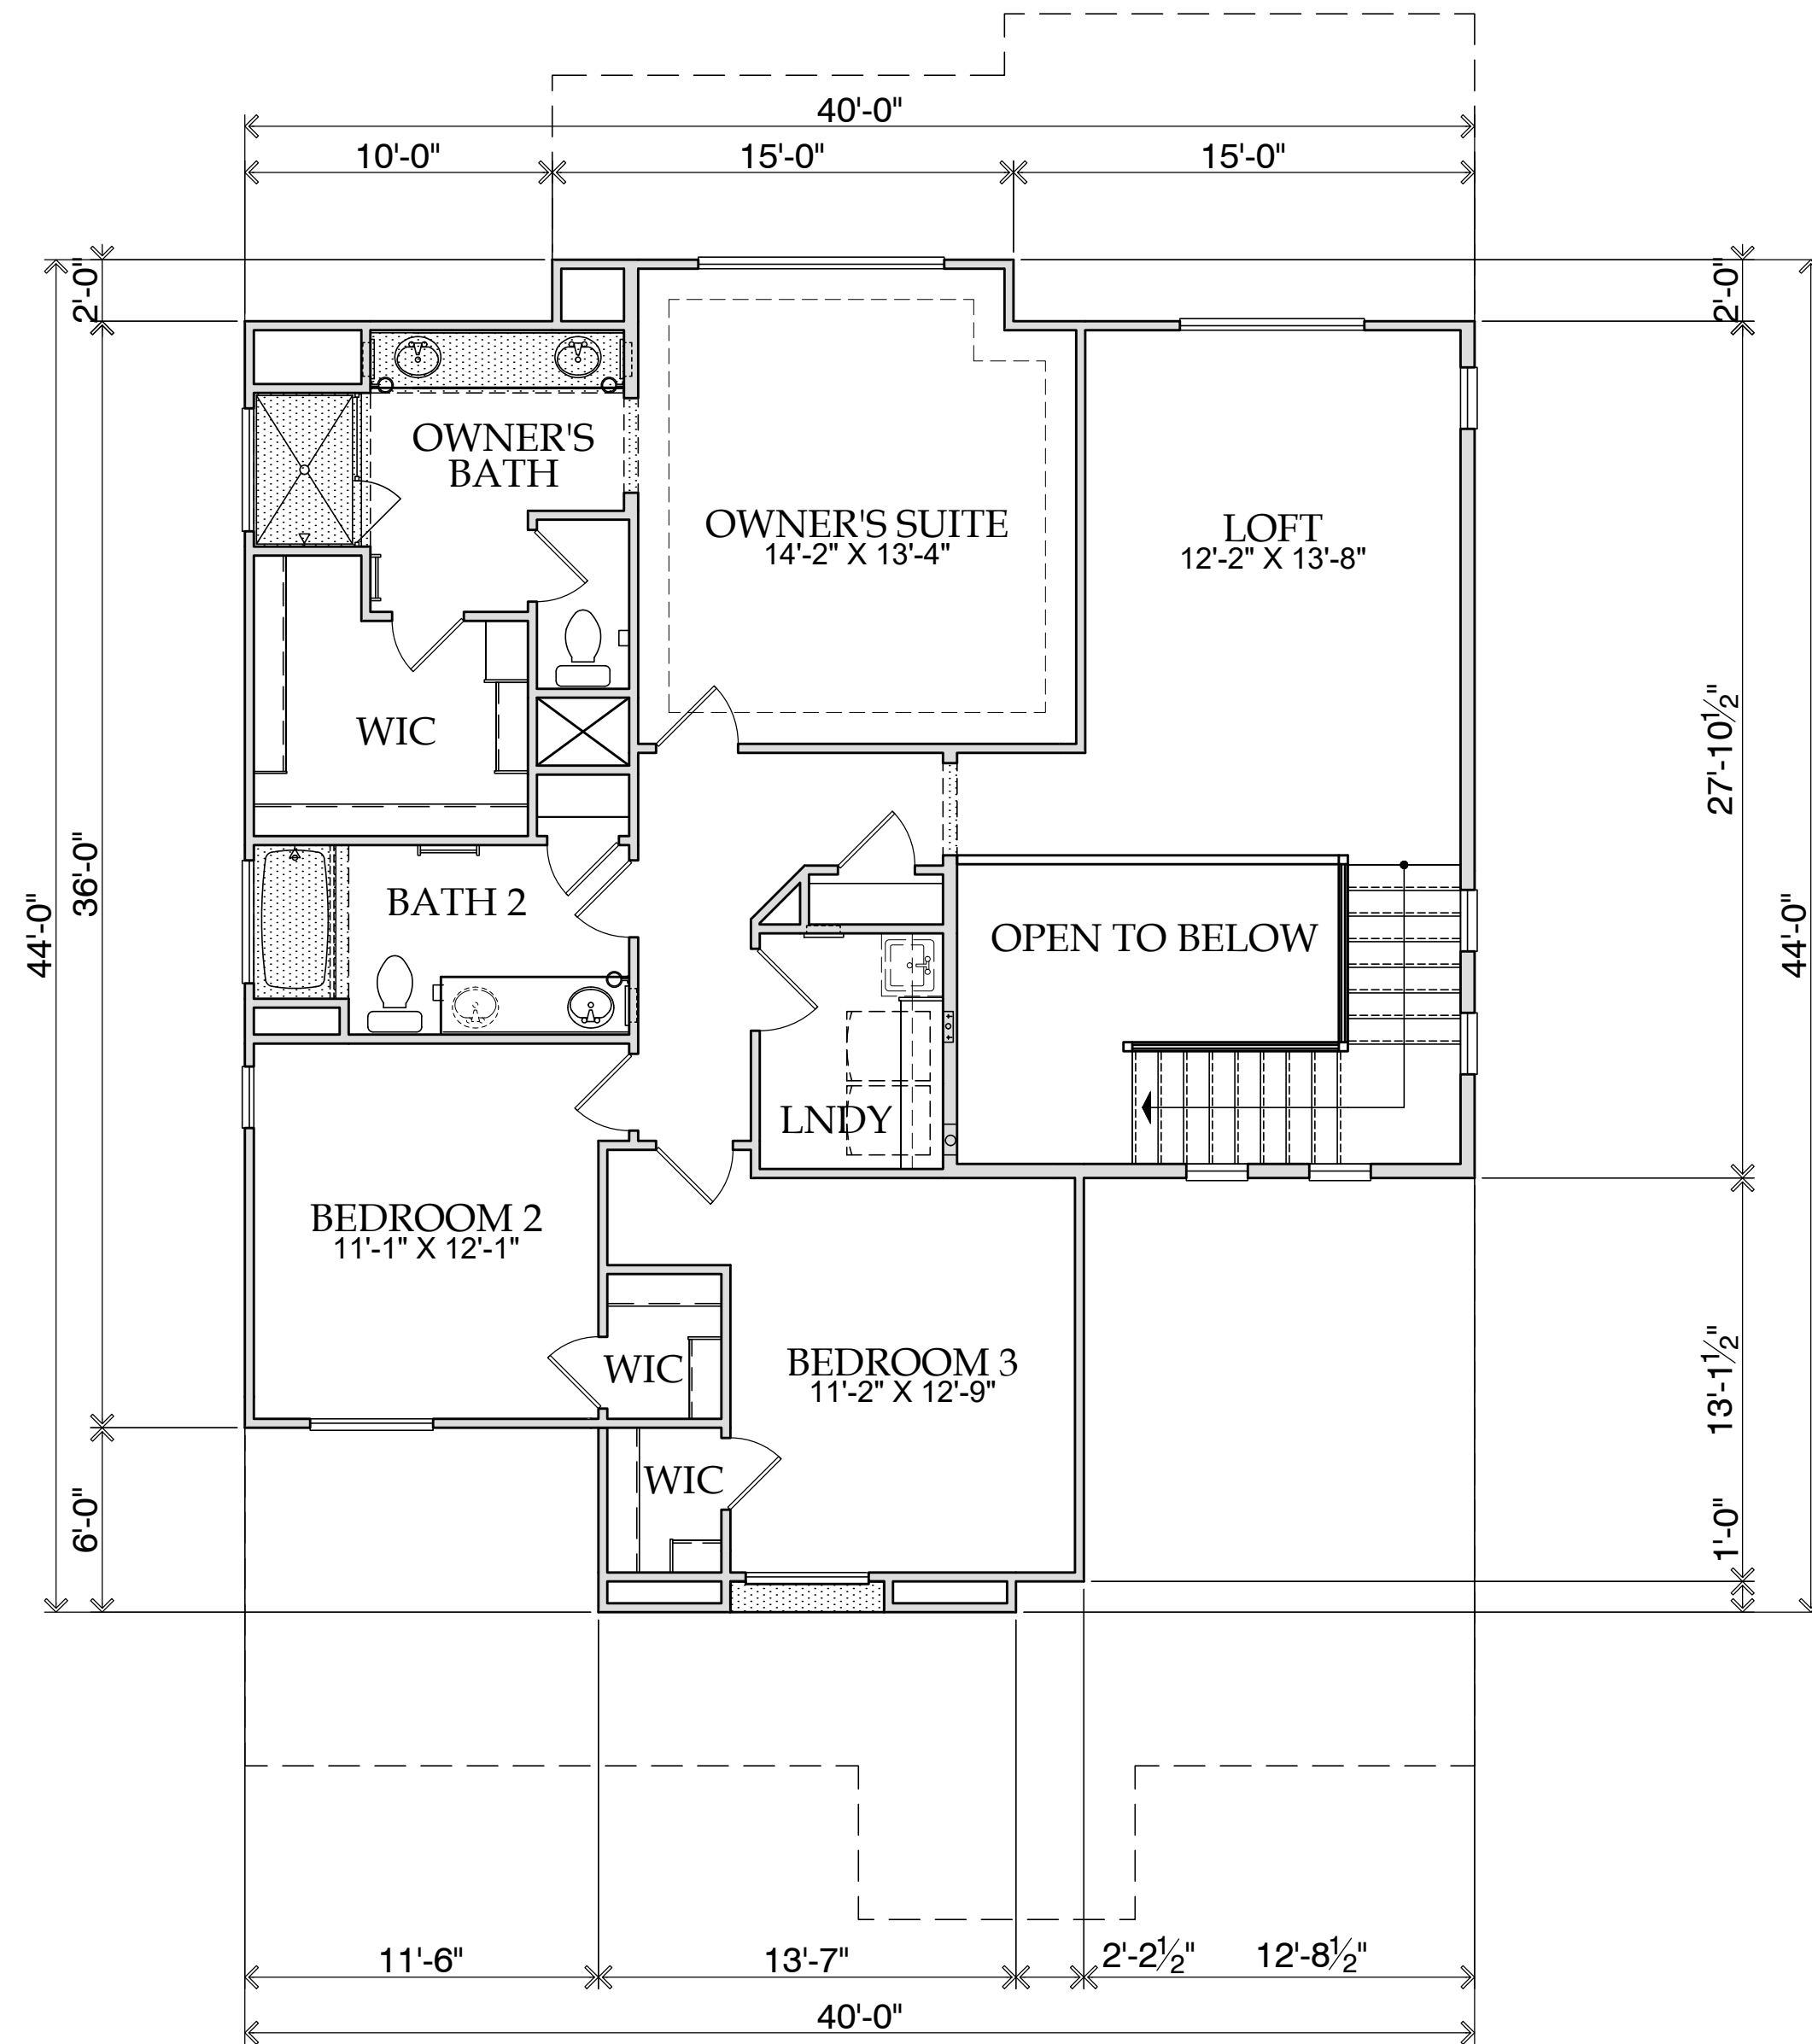 40'-0"
10'-0"
15'-0"
15'-0"
2'-0"
2'-0"
OWNER'S
BATH
OWNER'S SUITE
14'-2" X 13'-4"
LOFT
12'-2" X 13'-8"
WIC
27'-10½"
36'-0"
44'-0"
BATH 2
OPEN TO BELOW
44'-0"
LNDY
BEDROOM 2
11'-1" X 12'-1"
WIC
BEDROOM 3
11'-2" X 12'-9"
13'-1½"
WIC
6'-0"
1'-0"
11'-6"
13'-7"
2'-2½"
12'-8½"
40'-0"